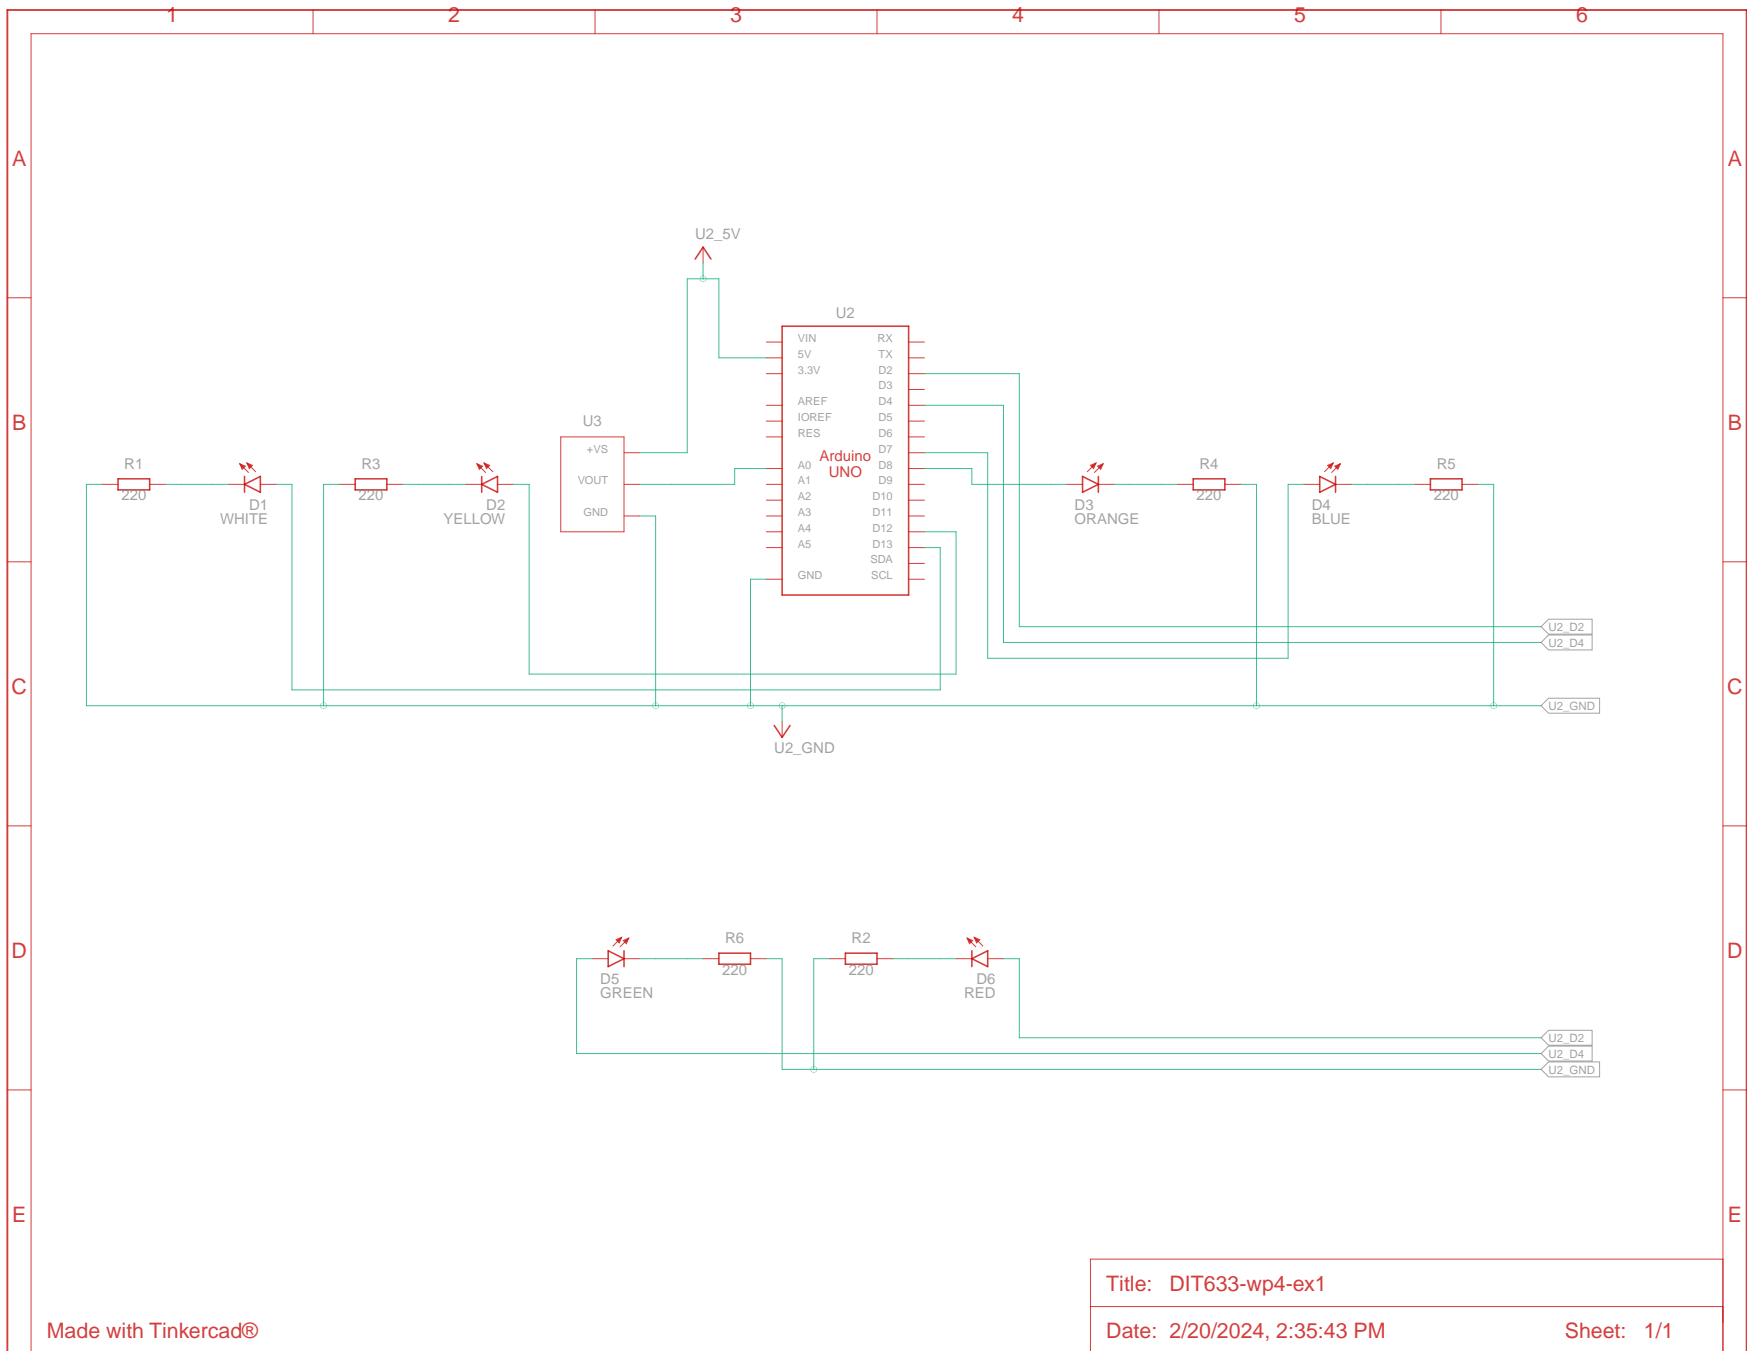 1 2 3 4 5 6
A A
U2_5V
U2
VIN RX
5V TX
3.3V D2
D3
AREF D4
IOREF D5
RES D6
D7
Arduino
UNO
A0 D8
A1 D9
A2 D10
A3 D11
A4 D12
A5 D13
SDA
GND SCL
B B
U3
+VS
VOUT
GND
R1
220
D1
WHITE
R3
220
D2
YELLOW
D3
ORANGE
R4
220
D4
BLUE
R5
220
U2_D2
U2_D4
C C
U2_GND
U2_GND
D D
D5
GREEN
R6
220
R2
220
D6
RED
U2_D2
U2_D4
U2_GND
E E
Title: DIT633-wp4-ex1
Made with Tinkercad®
Date: 2/20/2024, 2:35:43 PM Sheet: 1/1